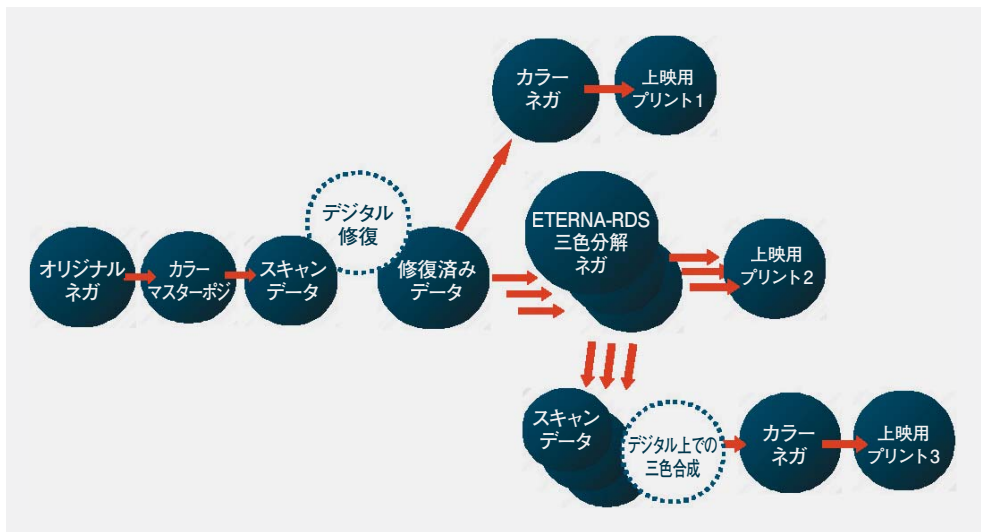 カラー
ネガ
上映用
プリント1
デジタル
修復
ETERNA-RDS
三色分解
ネガ
オリジナル
ネガ
カラー
マスターポジ
スキャン
データ
修復済み
データ
上映用
プリント2
スキャン
データ
デジタル上での
三色合成
カラー
ネガ
上映用
プリント3